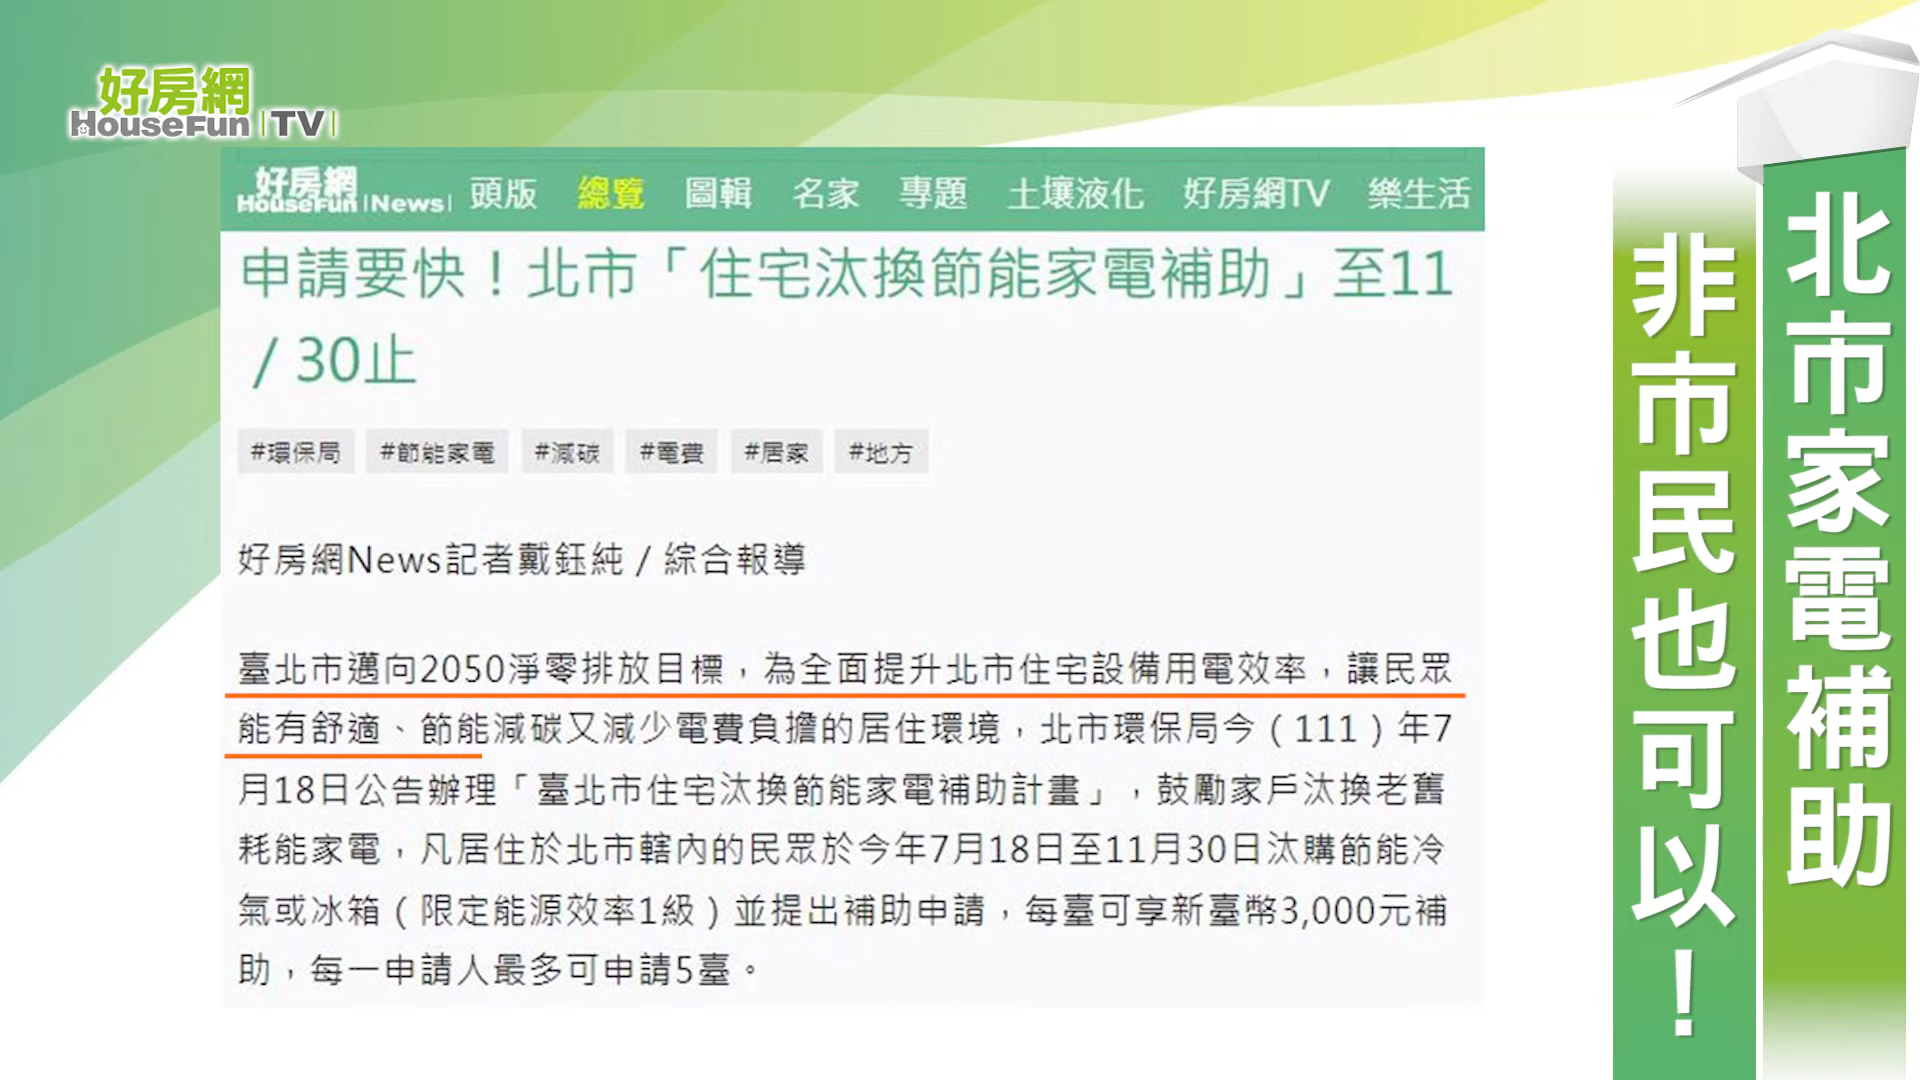 好房網
HouseFun TV
好房網
HouseFun News 頭版 總覽 圖輯 名家 專題 土壤液化 好房網TV 樂生活
申請要快！北市「住宅汰換節能家電補助」至11
／30止
#環保局 #節能家電 #減碳 #電費 #居家 #地方
好房網News記者戴鈺純／綜合報導
臺北市邁向2050淨零排放目標，為全面提升北市住宅設備用電效率，讓民眾
能有舒適、節能減碳又減少電費負擔的居住環境，北市環保局今（111）年7
月18日公告辦理「臺北市住宅汰換節能家電補助計畫」，鼓勵家戶汰換老舊
耗能家電，凡居住於北市轄內的民眾於今年7月18日至11月30日汰購節能冷
氣或冰箱（限定能源效率1級）並提出補助申請，每臺可享新臺幣3,000元補
助，每一申請人最多可申請5臺。
北市家電補助
非市民也可以！